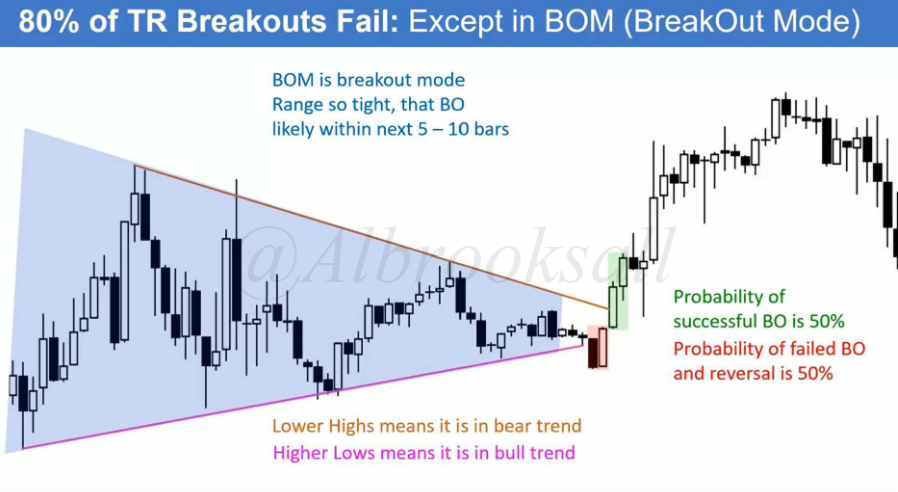 80% of TR Breakouts Fail: Except in BOM (BreakOut Mode)
BOM is breakout mode
Range so tight, that BO
likely within next 5 – 10 bars
@Albrooksall
Probability of
successful BO is 50%
Probability of failed BO
and reversal is 50%
Lower Highs means it is in bear trend
Higher Lows means it is in bull trend